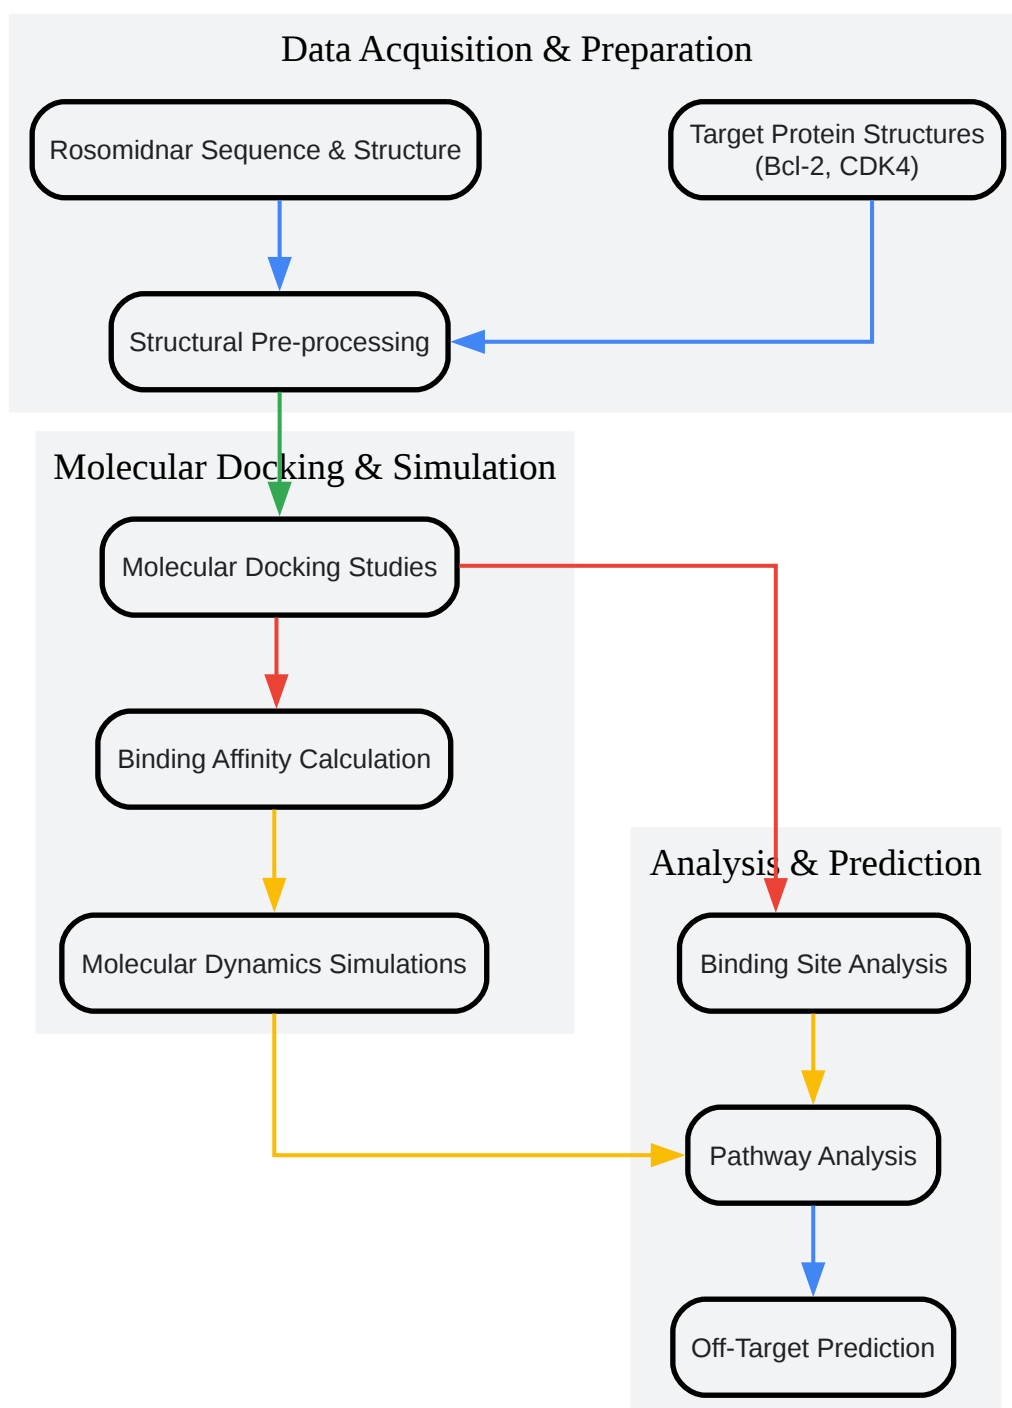 Data Acquisition & Preparation
Rosomidnar Sequence & Structure
Target Protein Structures
(Bcl-2, CDK4)
Structural Pre-processing
Molecular Docking & Simulation
Molecular Docking Studies
Binding Affinity Calculation
Molecular Dynamics Simulations
Analysis & Prediction
Binding Site Analysis
Pathway Analysis
Off-Target Prediction